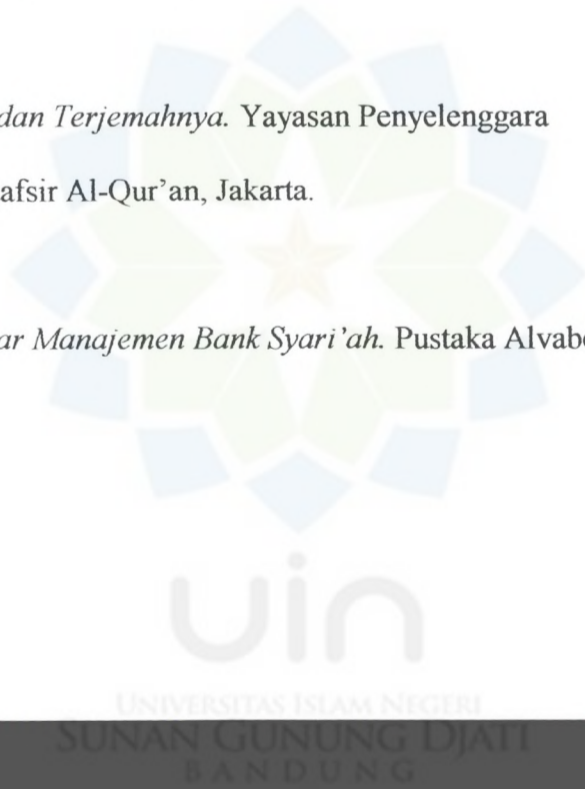 dan Terjemahnya. Yayasan Penyelenggara
afsir Al-Qur'an, Jakarta.
ar Manajemen Bank Syari'ah. Pustaka Alvab
uin
UNIVERSITAS ISLAM NEGERI
SUNAN GUNUNG DJATI
BANDUNG